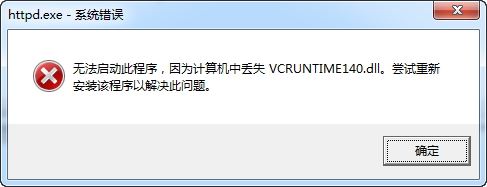 httpd.exe - 系统错误
无法启动此程序，因为计算机中丢失 VCRUNTIME140.dll。尝试重新
安装该程序以解决此问题。
确定